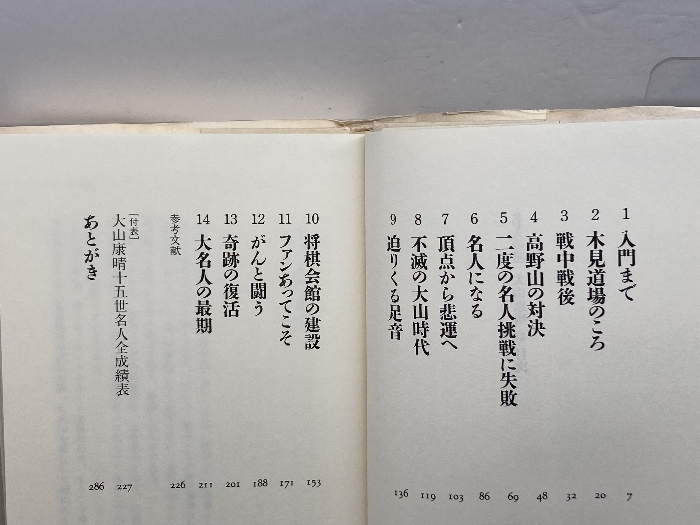 1 入門まで 7
2 木見道場のころ 20
3 戦中戦後 32
4 高野山の対決 48
5 二度の名人挑戦に失敗 69
6 名人になる 86
7 頂点から悲運へ 103
8 不滅の大山時代 119
9 迫りくる足音 136
10 将棋会館の建設 153
11 ファンあってこそ 171
12 がんと闘う 188
13 奇跡の復活 201
14 大名人の最期 211
参考文献 226
［付表］
大山康晴十五世名人全成績表 227
あとがき 286